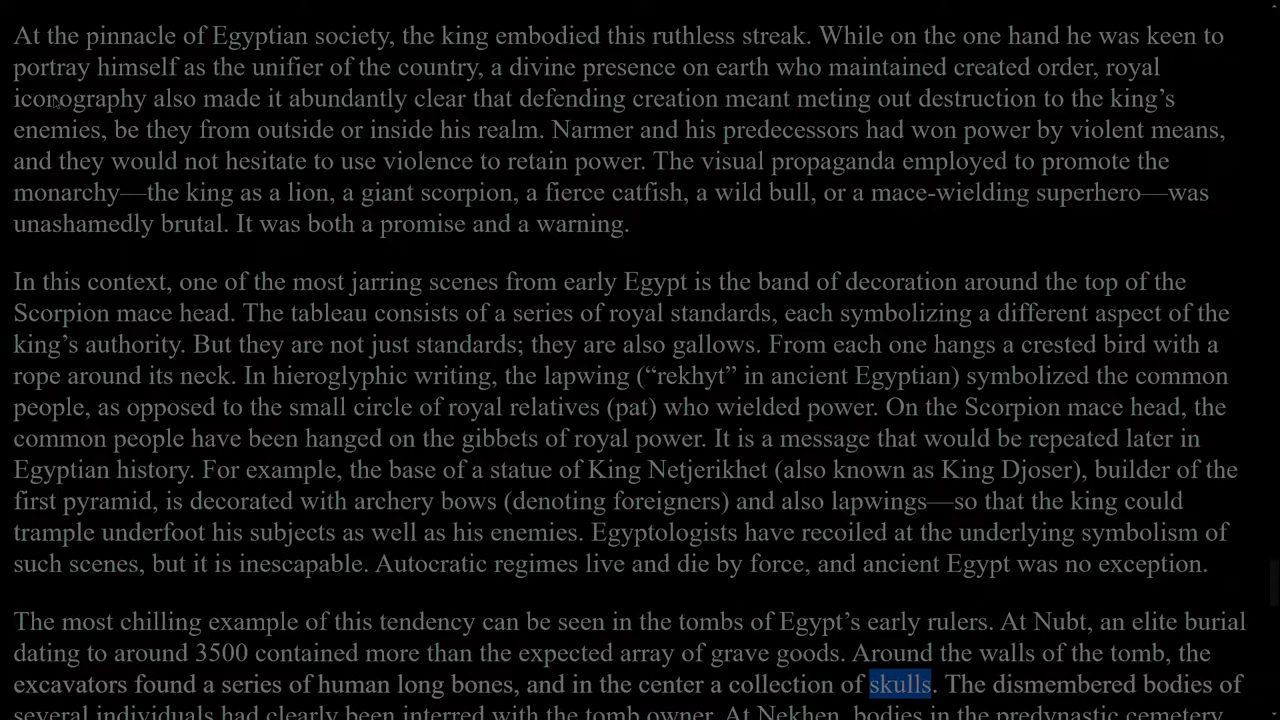 At the pinnacle of Egyptian society, the king embodied this ruthless streak. While on the one hand he was keen to
portray himself as the unifier of the country, a divine presence on earth who maintained created order, royal
iconography also made it abundantly clear that defending creation meant meting out destruction to the king’s
enemies, be they from outside or inside his realm. Narmer and his predecessors had won power by violent means,
and they would not hesitate to use violence to retain power. The visual propaganda employed to promote the
monarchy—the king as a lion, a giant scorpion, a fierce catfish, a wild bull, or a mace-wielding superhero—was
unashamedly brutal. It was both a promise and a warning.
In this context, one of the most jarring scenes from early Egypt is the band of decoration around the top of the
Scorpion mace head. The tableau consists of a series of royal standards, each symbolizing a different aspect of the
king’s authority. But they are not just standards; they are also gallows. From each one hangs a crested bird with a
rope around its neck. In hieroglyphic writing, the lapwing (“rekhyt” in ancient Egyptian) symbolized the common
people, as opposed to the small circle of royal relatives (pat) who wielded power. On the Scorpion mace head, the
common people have been hanged on the gibbets of royal power. It is a message that would be repeated later in
Egyptian history. For example, the base of a statue of King Netjerikhet (also known as King Djoser), builder of the
first pyramid, is decorated with archery bows (denoting foreigners) and also lapwings—so that the king could
trample underfoot his subjects as well as his enemies. Egyptologists have recoiled at the underlying symbolism of
such scenes, but it is inescapable. Autocratic regimes live and die by force, and ancient Egypt was no exception.
The most chilling example of this tendency can be seen in the tombs of Egypt’s early rulers. At Nubt, an elite burial
dating to around 3500 contained more than the expected array of grave goods. Around the walls of the tomb, the
excavators found a series of human long bones, and in the center a collection of skulls. The dismembered bodies of
several individuals had clearly been interred with the tomb owner. At Nekhen, bodies in the predynastic cemetery